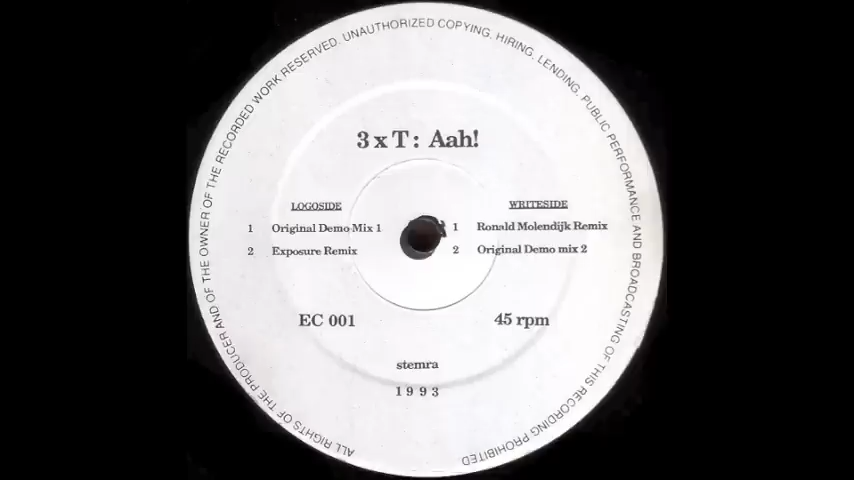 ALL RIGHTS OF THE PRODUCER AND OF THE OWNER OF THE RECORDED WORK RESERVED. UNAUTHORIZED COPYING, HIRING, LENDING, PUBLIC PERFORMANCE AND BROADCASTING OF THIS RECORDING PROHIBITED
3 x T : Aah!
LOGOSIDE
1 Original Demo Mix 1
2 Exposure Remix
WRITESIDE
1 Ronald Molendijk Remix
2 Original Demo mix 2
EC 001
45 rpm
stemra
1993